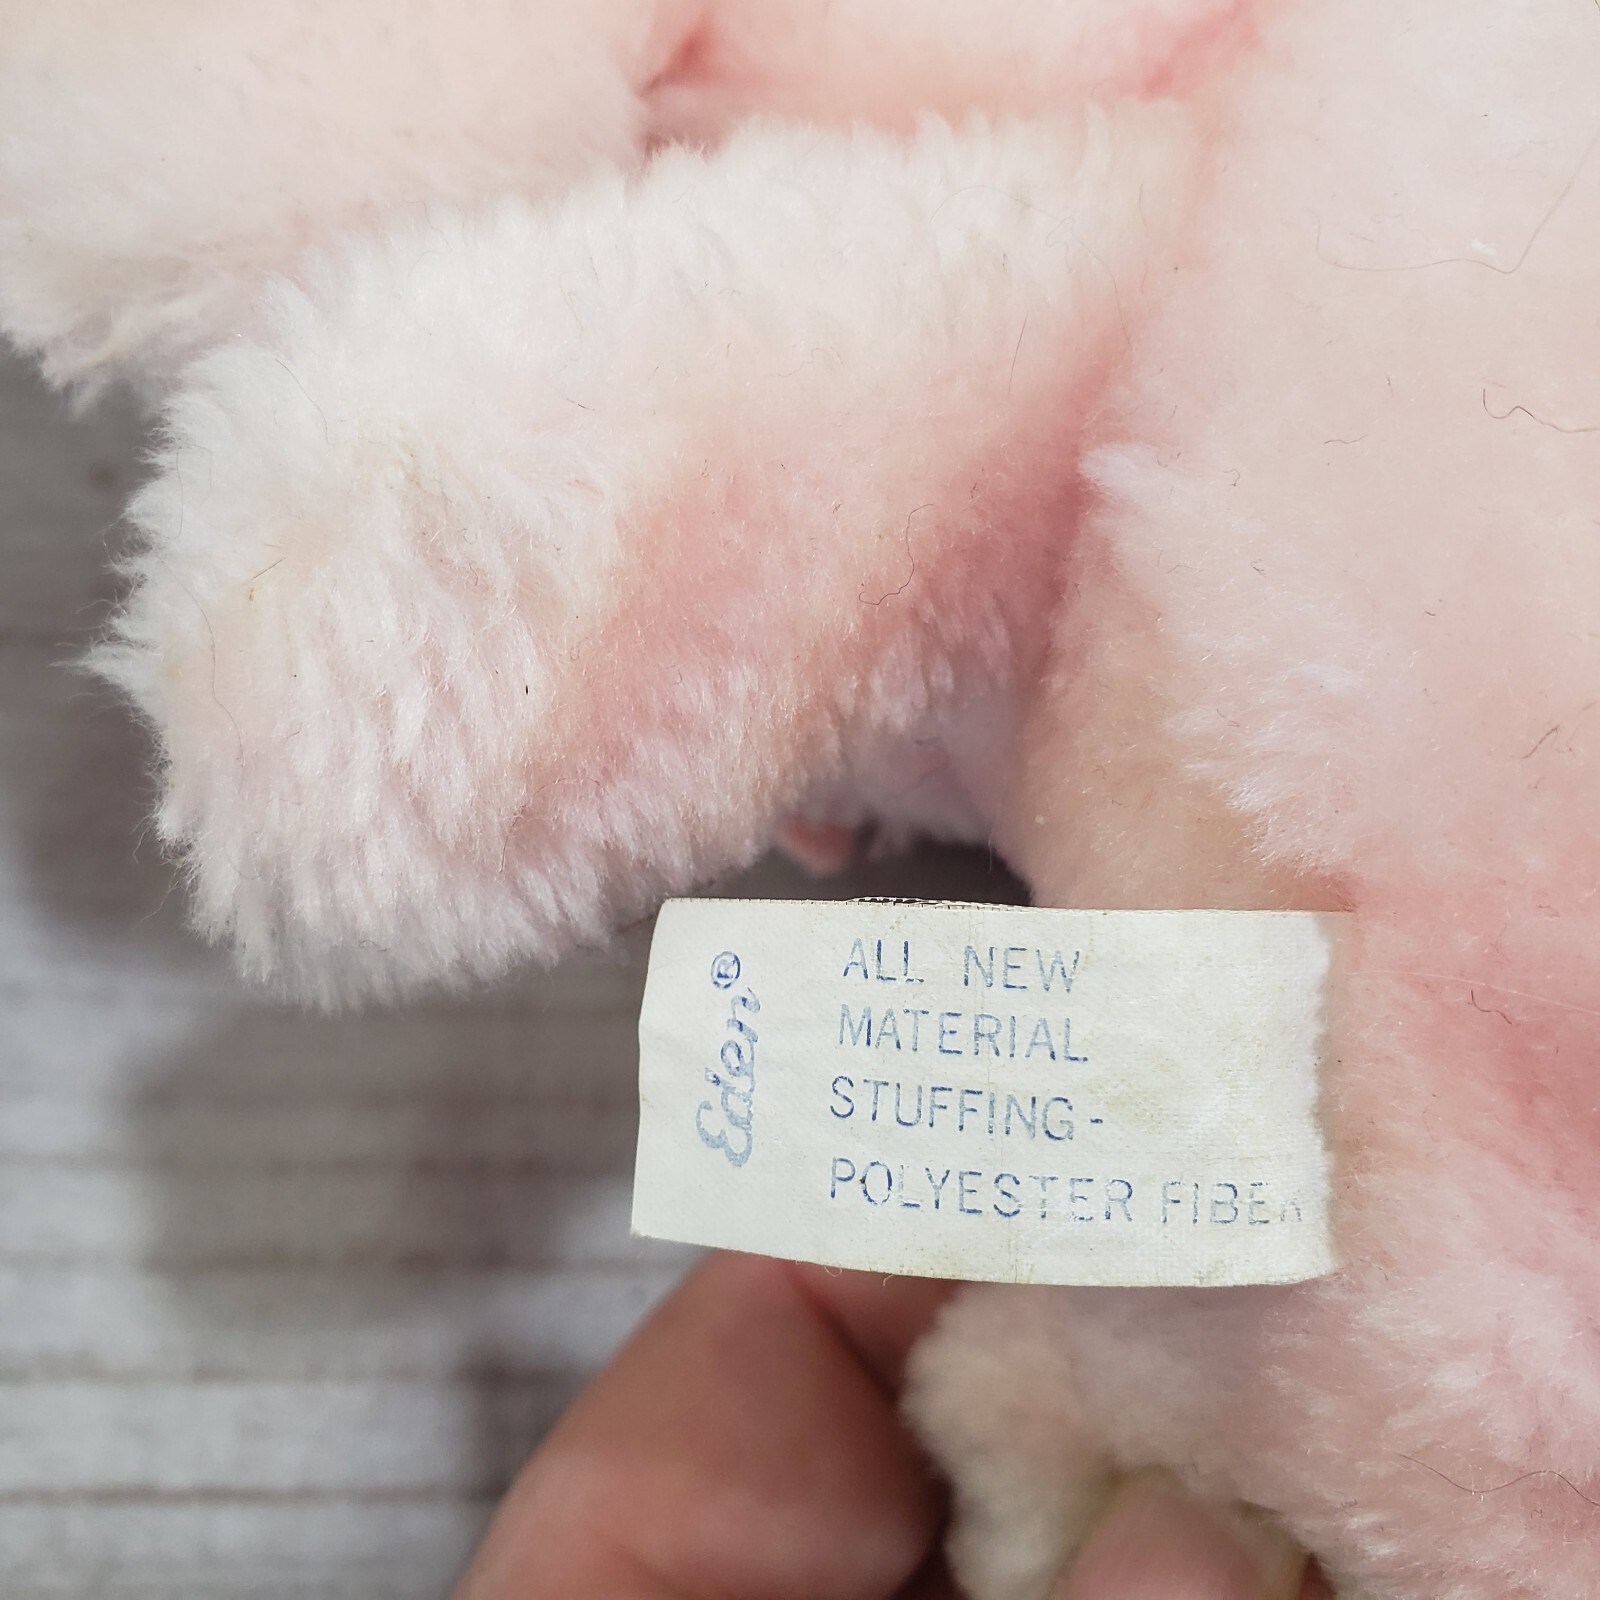 Eden®
ALL NEW
MATERIAL
STUFFING-
POLYESTER FIBER